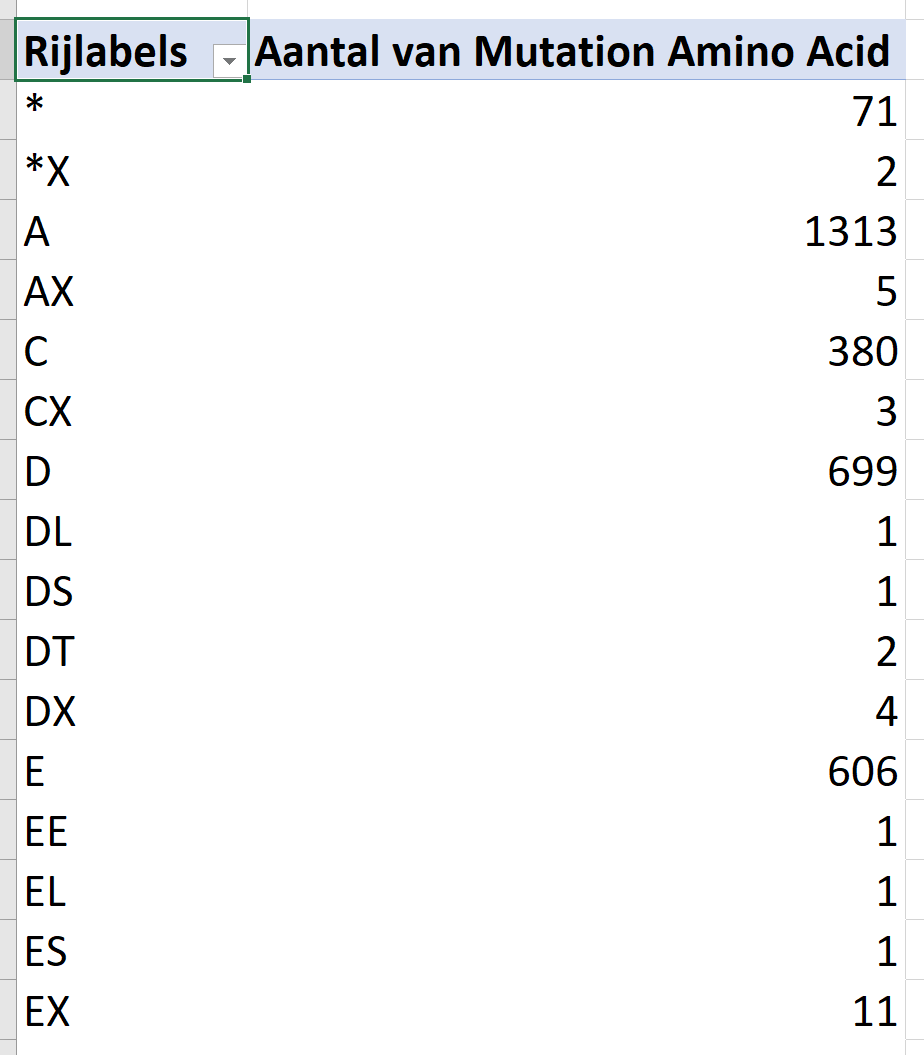 Rijlabels Aantal van Mutation Amino Acid
* 71
*X 2
A 1313
AX 5
C 380
CX 3
D 699
DL 1
DS 1
DT 2
DX 4
E 606
EE 1
EL 1
ES 1
EX 11